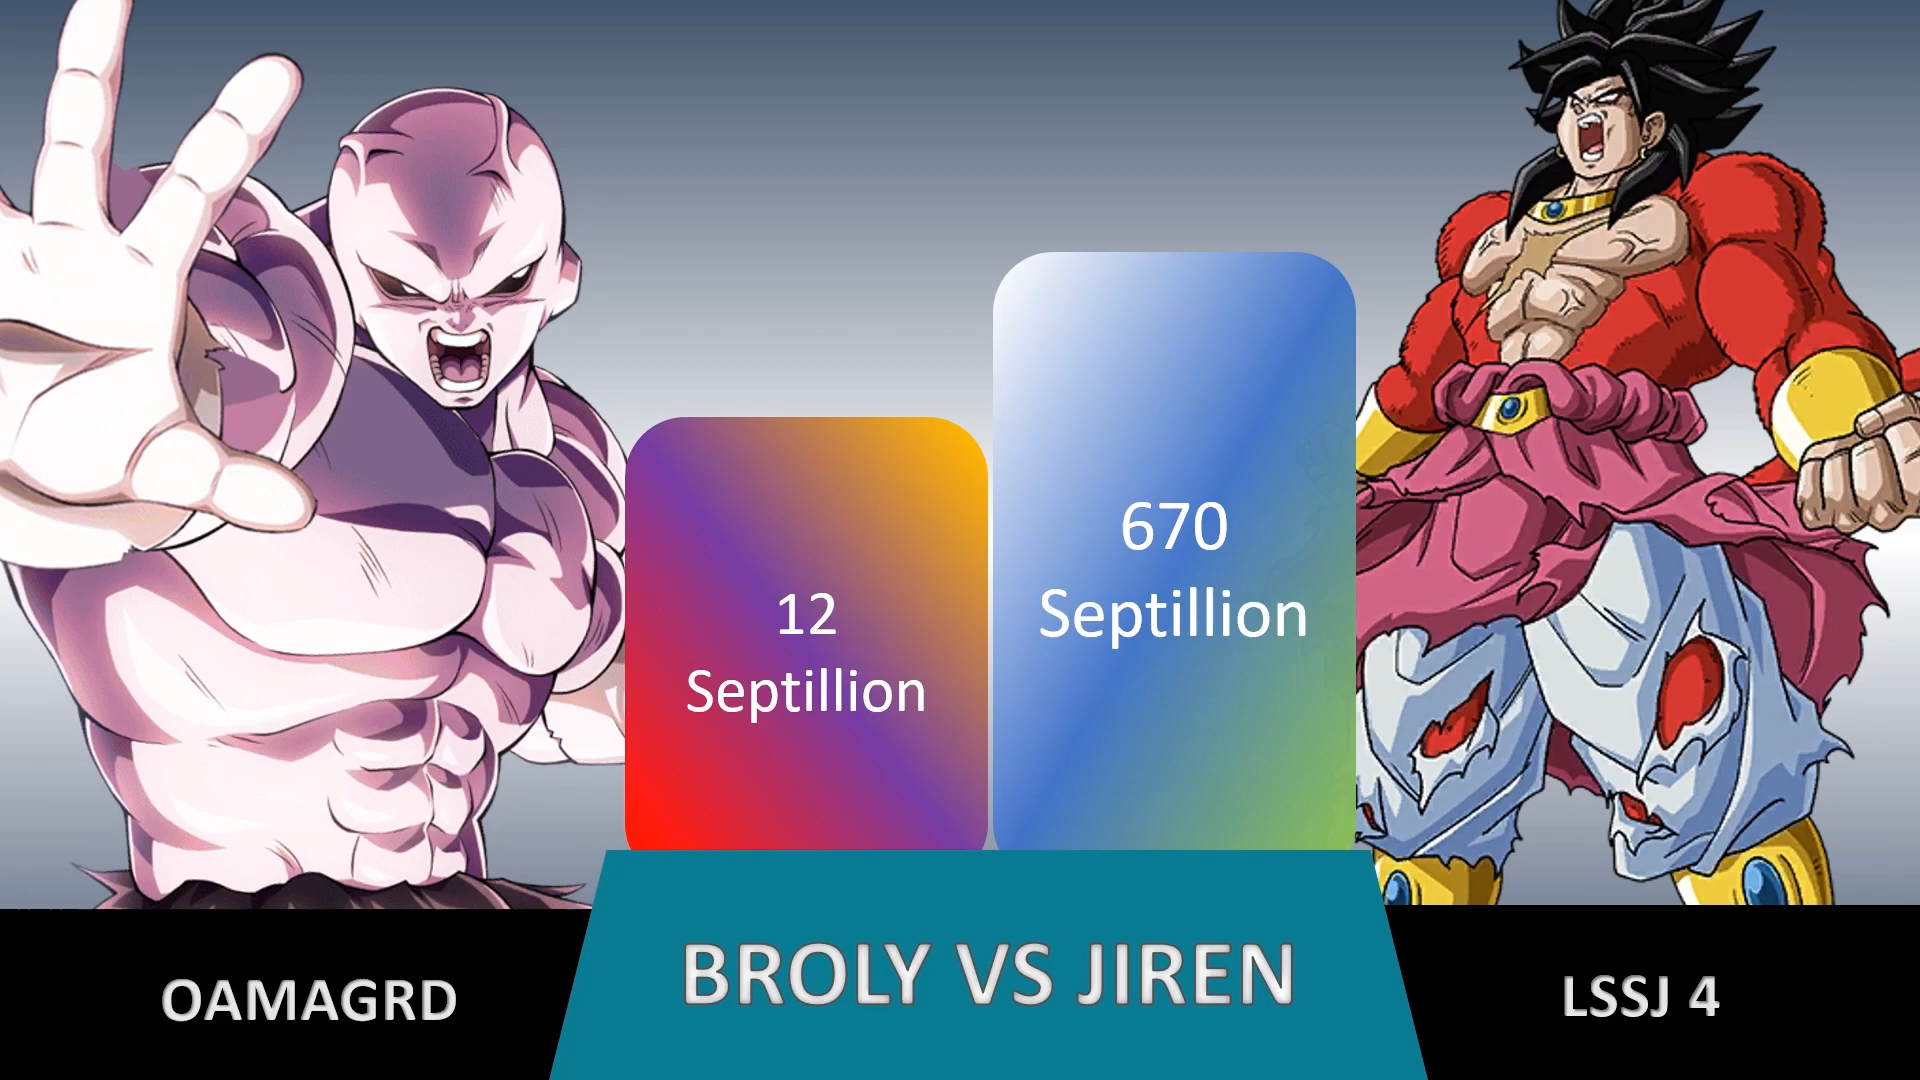 12
Septillion
670
Septillion
OAMAGRD
BROLY VS JIREN
LSSJ 4